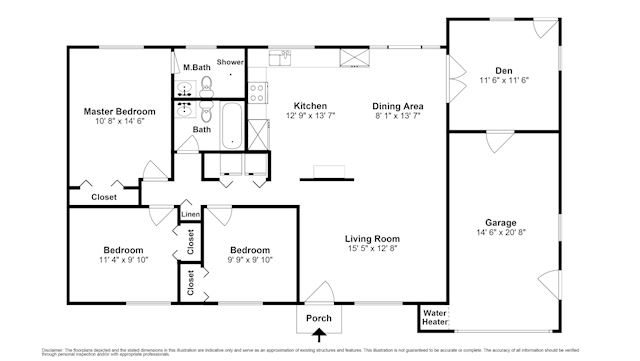 M.Bath
Shower
Den
11' 6" x 11' 6"
Master Bedroom
10' 8" x 14' 6"
Kitchen
12' 9" x 13' 7"
Dining Area
8' 1" x 13' 7"
Bath
Closet
Linen
Garage
14' 6" x 20' 8"
Bedroom
11' 4" x 9' 10"
Closet
Bedroom
9' 9" x 9' 10"
Living Room
15' 5" x 12' 8"
Closet
Porch
Water
Heater
Disclaimer: The floorplans depicted and the stated dimensions in this illustration are indicative only and serve as an approximation of existing structures and features. This illustration is not guaranteed to be accurate or complete. The accuracy of all information should be verified
through personal inspection and/or with appropriate professionals.